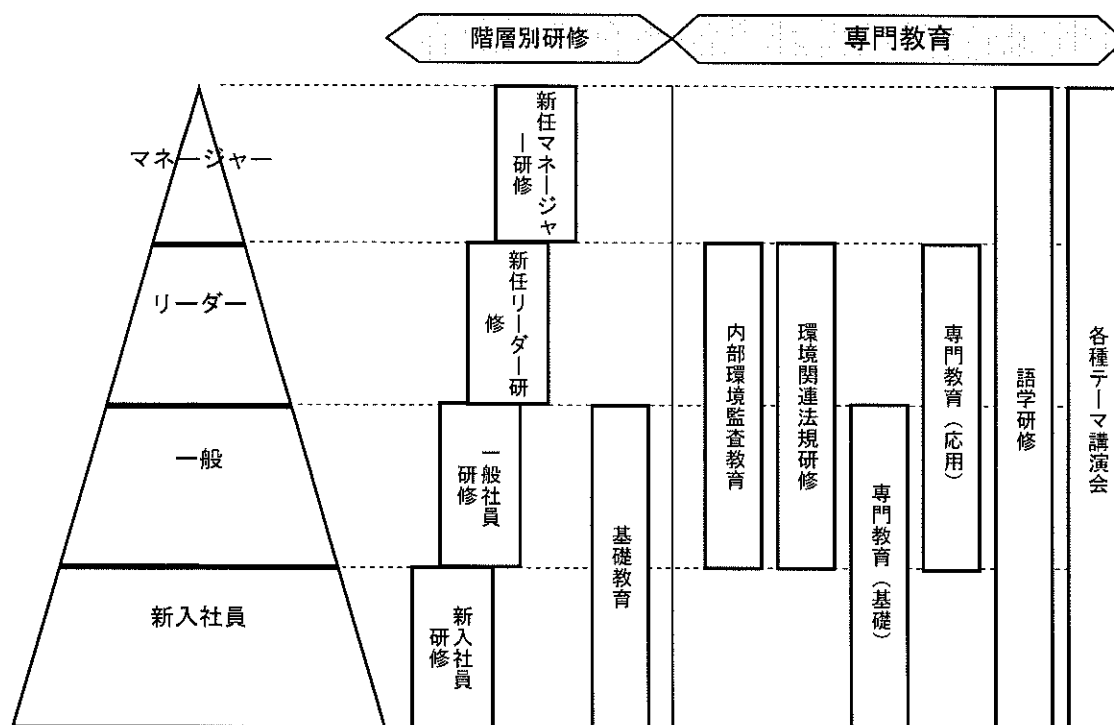 階層別研修
専門教育
マネージャー
リーダー
一般
新入社員
新任マネージャ
ー研修
新任リーダー研
修
一般社員
研修
新入社員
研修
基礎教育
内部環境監査教育
環境関連法規研修
専門教育（基礎）
専門教育（応用）
語学研修
各種テーマ講演会